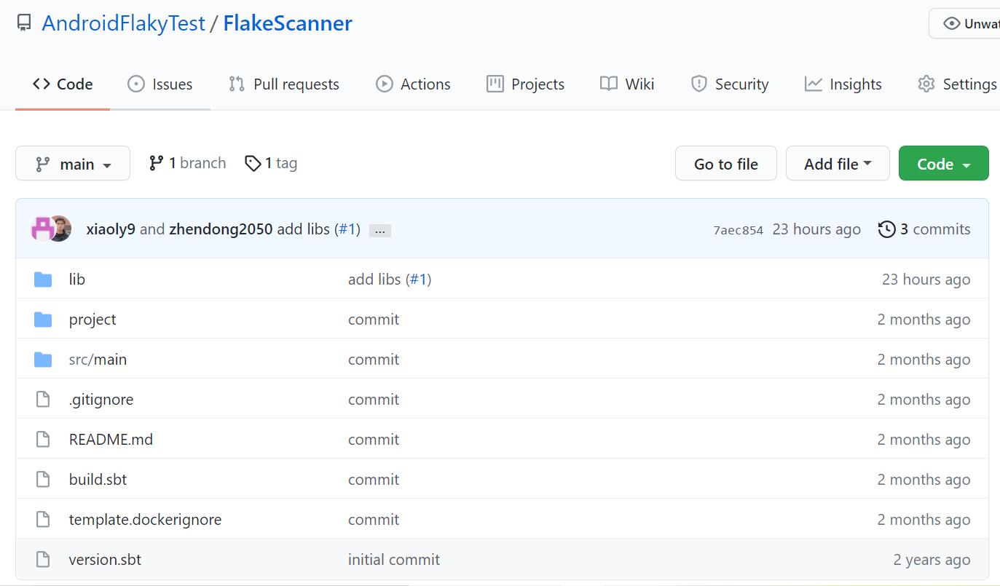 AndroidFlakyTest / FlakeScanner
Code Issues Pull requests Actions Projects Wiki Security Insights Settings
main 1 branch 1 tag Go to file Add file Code
xiaoly9 and zhendong2050 add libs (#1) ... 7aec854 23 hours ago 3 commits
lib add libs (#1) 23 hours ago
project commit 2 months ago
src/main commit 2 months ago
.gitignore commit 2 months ago
README.md commit 2 months ago
build.sbt commit 2 months ago
template.dockerignore commit 2 months ago
version.sbt initial commit 2 years ago